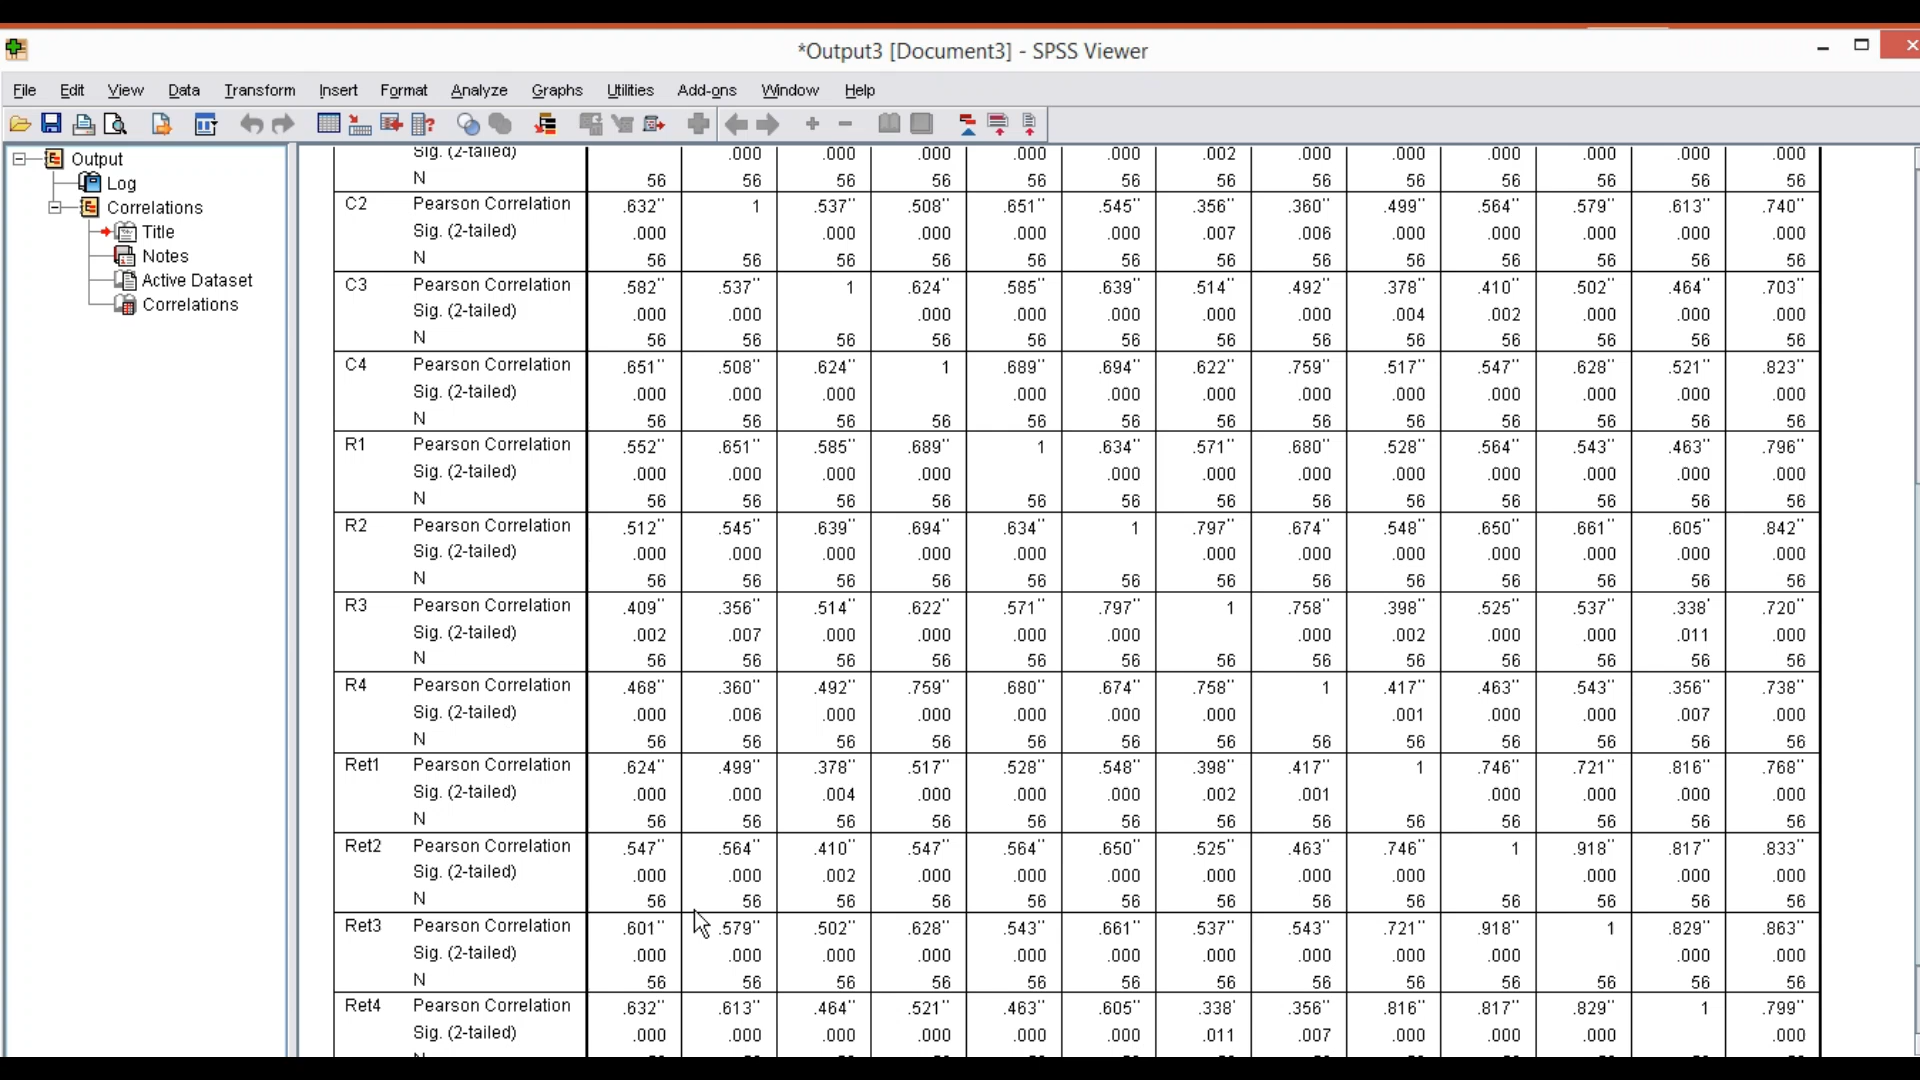 *Output3 [Document3] - SPSS Viewer
File Edit View Data Transform Insert Format Analyze Graphs Utilities Add-ons Window Help
Output
Log
Correlations
Title
Notes
Active Dataset
Correlations
Sig. (2-tailed) .000 .000 .000 .000 .000 .002 .000 .000 .000 .000 .000 .000
N 56 56 56 56 56 56 56 56 56 56 56 56 56
C2 Pearson Correlation .632** 1 .537** .508** .651** .545** .356** .360** .499** .564** .579** .613** .740**
Sig. (2-tailed) .000 .000 .000 .000 .000 .007 .006 .000 .000 .000 .000 .000
N 56 56 56 56 56 56 56 56 56 56 56 56 56
C3 Pearson Correlation .582** .537** 1 .624** .585** .639** .514** .492** .378** .410** .502** .464** .703**
Sig. (2-tailed) .000 .000 .000 .000 .000 .000 .000 .004 .002 .000 .000 .000
N 56 56 56 56 56 56 56 56 56 56 56 56 56
C4 Pearson Correlation .651** .508** .624** 1 .689** .694** .622** .759** .517** .547** .628** .521** .823**
Sig. (2-tailed) .000 .000 .000 .000 .000 .000 .000 .000 .000 .000 .000 .000
N 56 56 56 56 56 56 56 56 56 56 56 56 56
R1 Pearson Correlation .552** .651** .585** .689** 1 .634** .571** .680** .528** .564** .543** .463** .796**
Sig. (2-tailed) .000 .000 .000 .000 .000 .000 .000 .000 .000 .000 .000 .000
N 56 56 56 56 56 56 56 56 56 56 56 56 56
R2 Pearson Correlation .512** .545** .639** .694** .634** 1 .797** .674** .548** .650** .661** .605** .842**
Sig. (2-tailed) .000 .000 .000 .000 .000 .000 .000 .000 .000 .000 .000 .000
N 56 56 56 56 56 56 56 56 56 56 56 56 56
R3 Pearson Correlation .409** .356** .514** .622** .571** .797** 1 .758** .398** .525** .537** .338* .720**
Sig. (2-tailed) .002 .007 .000 .000 .000 .000 .000 .002 .000 .000 .011 .000
N 56 56 56 56 56 56 56 56 56 56 56 56 56
R4 Pearson Correlation .468** .360** .492** .759** .680** .674** .758** 1 .417** .463** .543** .356** .738**
Sig. (2-tailed) .000 .006 .000 .000 .000 .000 .000 .001 .000 .000 .007 .000
N 56 56 56 56 56 56 56 56 56 56 56 56 56
Ret1 Pearson Correlation .624** .499** .378** .517** .528** .548** .398** .417** 1 .746** .721** .816** .768**
Sig. (2-tailed) .000 .000 .004 .000 .000 .000 .002 .001 .000 .000 .000 .000
N 56 56 56 56 56 56 56 56 56 56 56 56 56
Ret2 Pearson Correlation .547** .564** .410** .547** .564** .650** .525** .463** .746** 1 .918** .817** .833**
Sig. (2-tailed) .000 .000 .002 .000 .000 .000 .000 .000 .000 .000 .000 .000
N 56 56 56 56 56 56 56 56 56 56 56 56 56
Ret3 Pearson Correlation .601** .579** .502** .628** .543** .661** .537** .543** .721** .918** 1 .829** .863**
Sig. (2-tailed) .000 .000 .000 .000 .000 .000 .000 .000 .000 .000 .000 .000
N 56 56 56 56 56 56 56 56 56 56 56 56 56
Ret4 Pearson Correlation .632** .613** .464** .521** .463** .605** .338* .356** .816** .817** .829** 1 .799**
Sig. (2-tailed) .000 .000 .000 .000 .000 .000 .011 .007 .000 .000 .000 .000